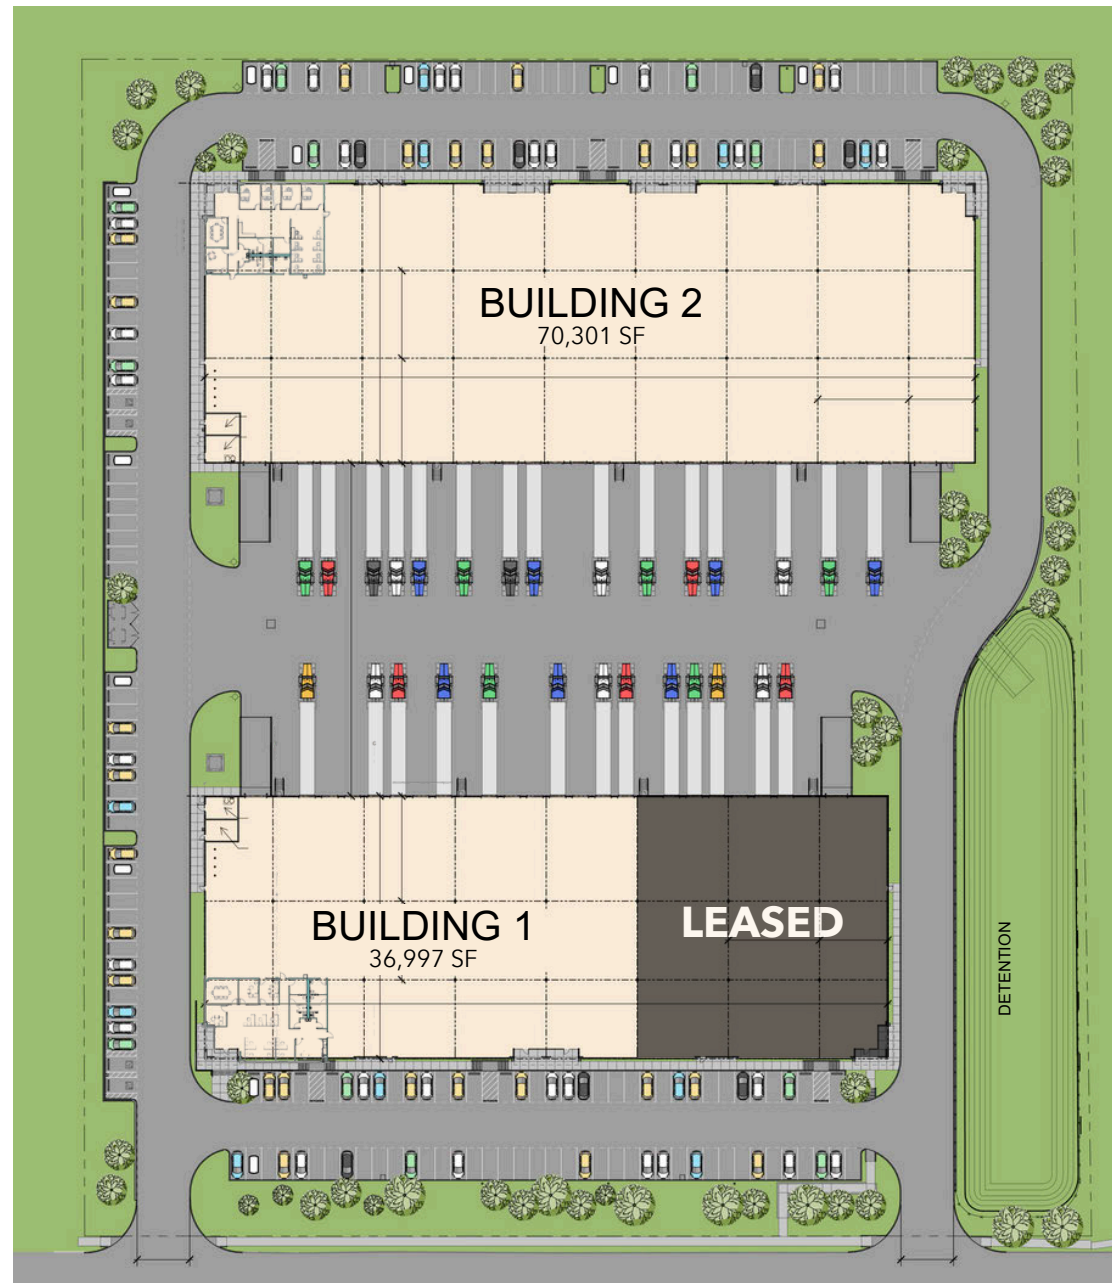 BUILDING 2
70,301 SF
BUILDING 1
36,997 SF
LEASED
DETENTION